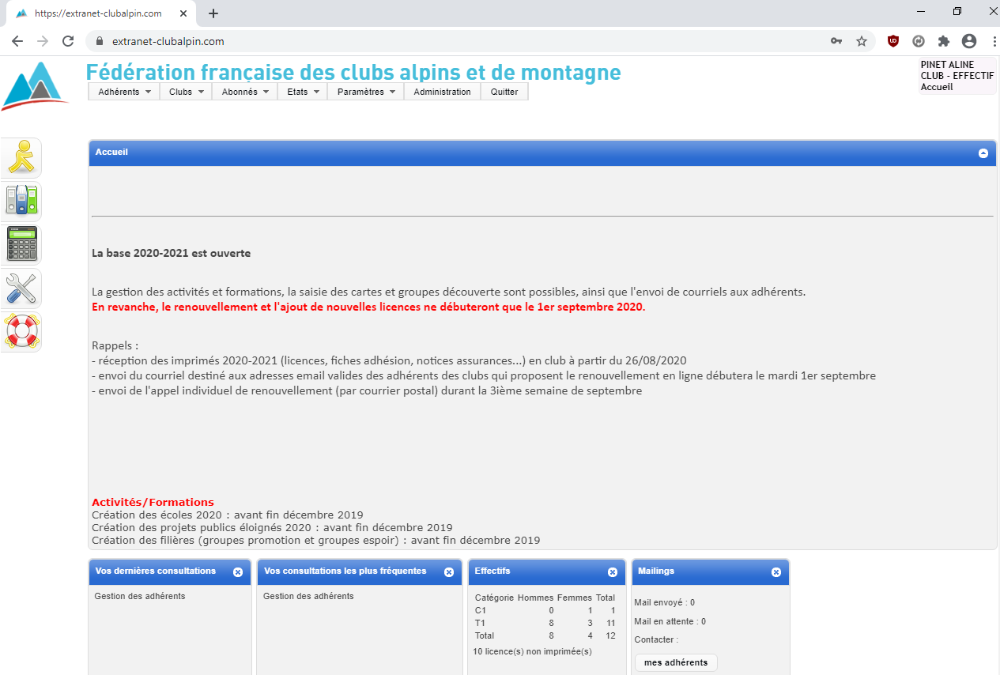 https://extranet-clubalpin.com
extranet-clubalpin.com
Fédération française des clubs alpins et de montagne
PINET ALINE
CLUB - EFFECTIF
Accueil
Adhérents Clubs Abonnés Etats Paramètres Administration Quitter
Accueil
La base 2020-2021 est ouverte
La gestion des activités et formations, la saisie des cartes et groupes découverte sont possibles, ainsi que l'envoi de courriels aux adhérents.
En revanche, le renouvellement et l'ajout de nouvelles licences ne débuteront que le 1er septembre 2020.
Rappels :
- réception des imprimés 2020-2021 (licences, fiches adhésion, notices assurances...) en club à partir du 26/08/2020
- envoi du courriel destiné aux adresses email valides des adhérents des clubs qui proposent le renouvellement en ligne débutera le mardi 1er septembre
- envoi de l'appel individuel de renouvellement (par courrier postal) durant la 3ième semaine de septembre
Activités/Formations
Création des écoles 2020 : avant fin décembre 2019
Création des projets publics éloignés 2020 : avant fin décembre 2019
Création des filières (groupes promotion et groupes espoir) : avant fin décembre 2019
Vos dernières consultations
Gestion des adhérents
Vos consultations les plus fréquentes
Gestion des adhérents
Effectifs
Catégorie Hommes Femmes Total
C1 0 1 1
T1 8 3 11
Total 8 4 12
10 licence(s) non imprimée(s)
Mailings
Mail envoyé : 0
Mail en attente : 0
Contacter :
mes adhérents